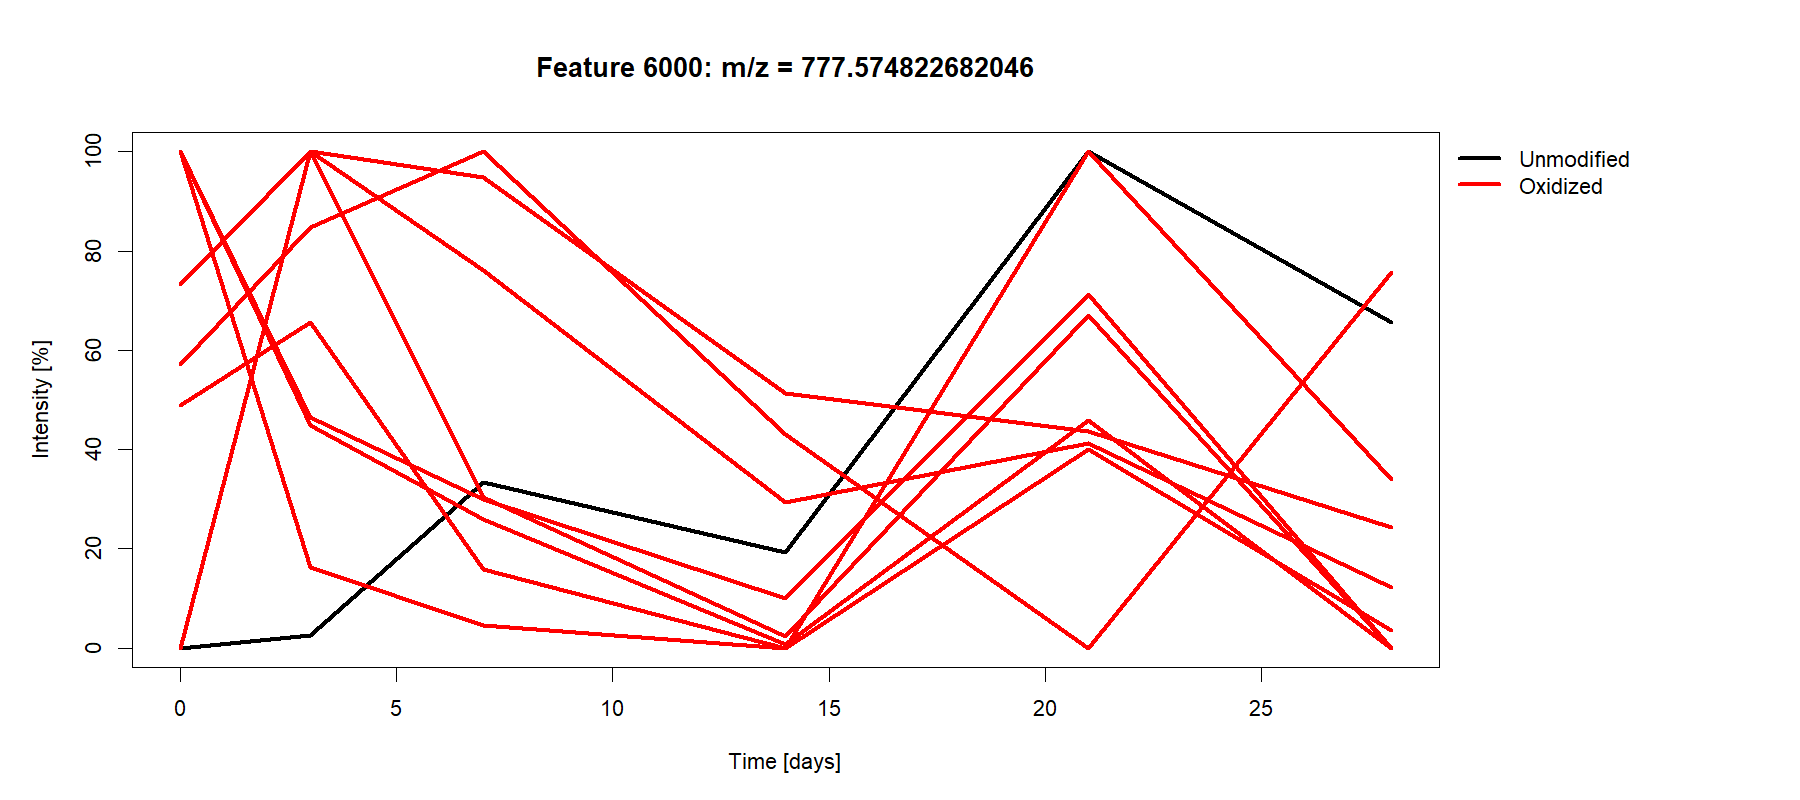 Feature 6000: m/z = 777.574822682046
Unmodified
Oxidized
Intensity [%]
100
80
60
40
20
0
0 5 10 15 20 25
Time [days]